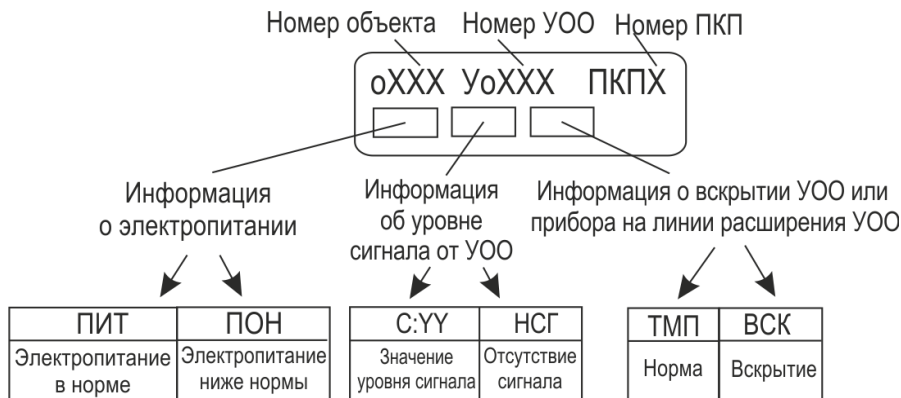 Номер объекта Номер УОО Номер ПКП
оХХХ УоХХХ ПКПХ
Информация
о электропитании
Информация
об уровне
сигнала от УОО
Информация о вскрытии УОО или
прибора на линии расширения УОО
ПИТ ПОН
Электропитание
в норме
Электропитание
ниже нормы
С:YY НСГ
Значение
уровня сигнала
Отсутствие
сигнала
ТМП ВСК
Норма Вскрытие